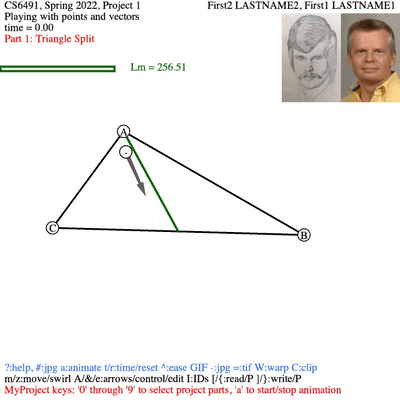 CS6491, Spring 2022, Project 1
First2 LASTNAME2, First1 LASTNAME1
Playing with points and vectors
time = 0.00
Part 1: Triangle Split
Lm = 256.51
A
-
C
B
?:help, #:jpg a:animate t/r:time/reset ^:ease GIF -:jpg =:tif W:warp C:clip
m/z:move/swirl A/&/e:arrows/control/edit I:IDs [/{:read/P ]/}:write/P
MyProject keys: '0' through '9' to select project parts, 'a' to start/stop animation